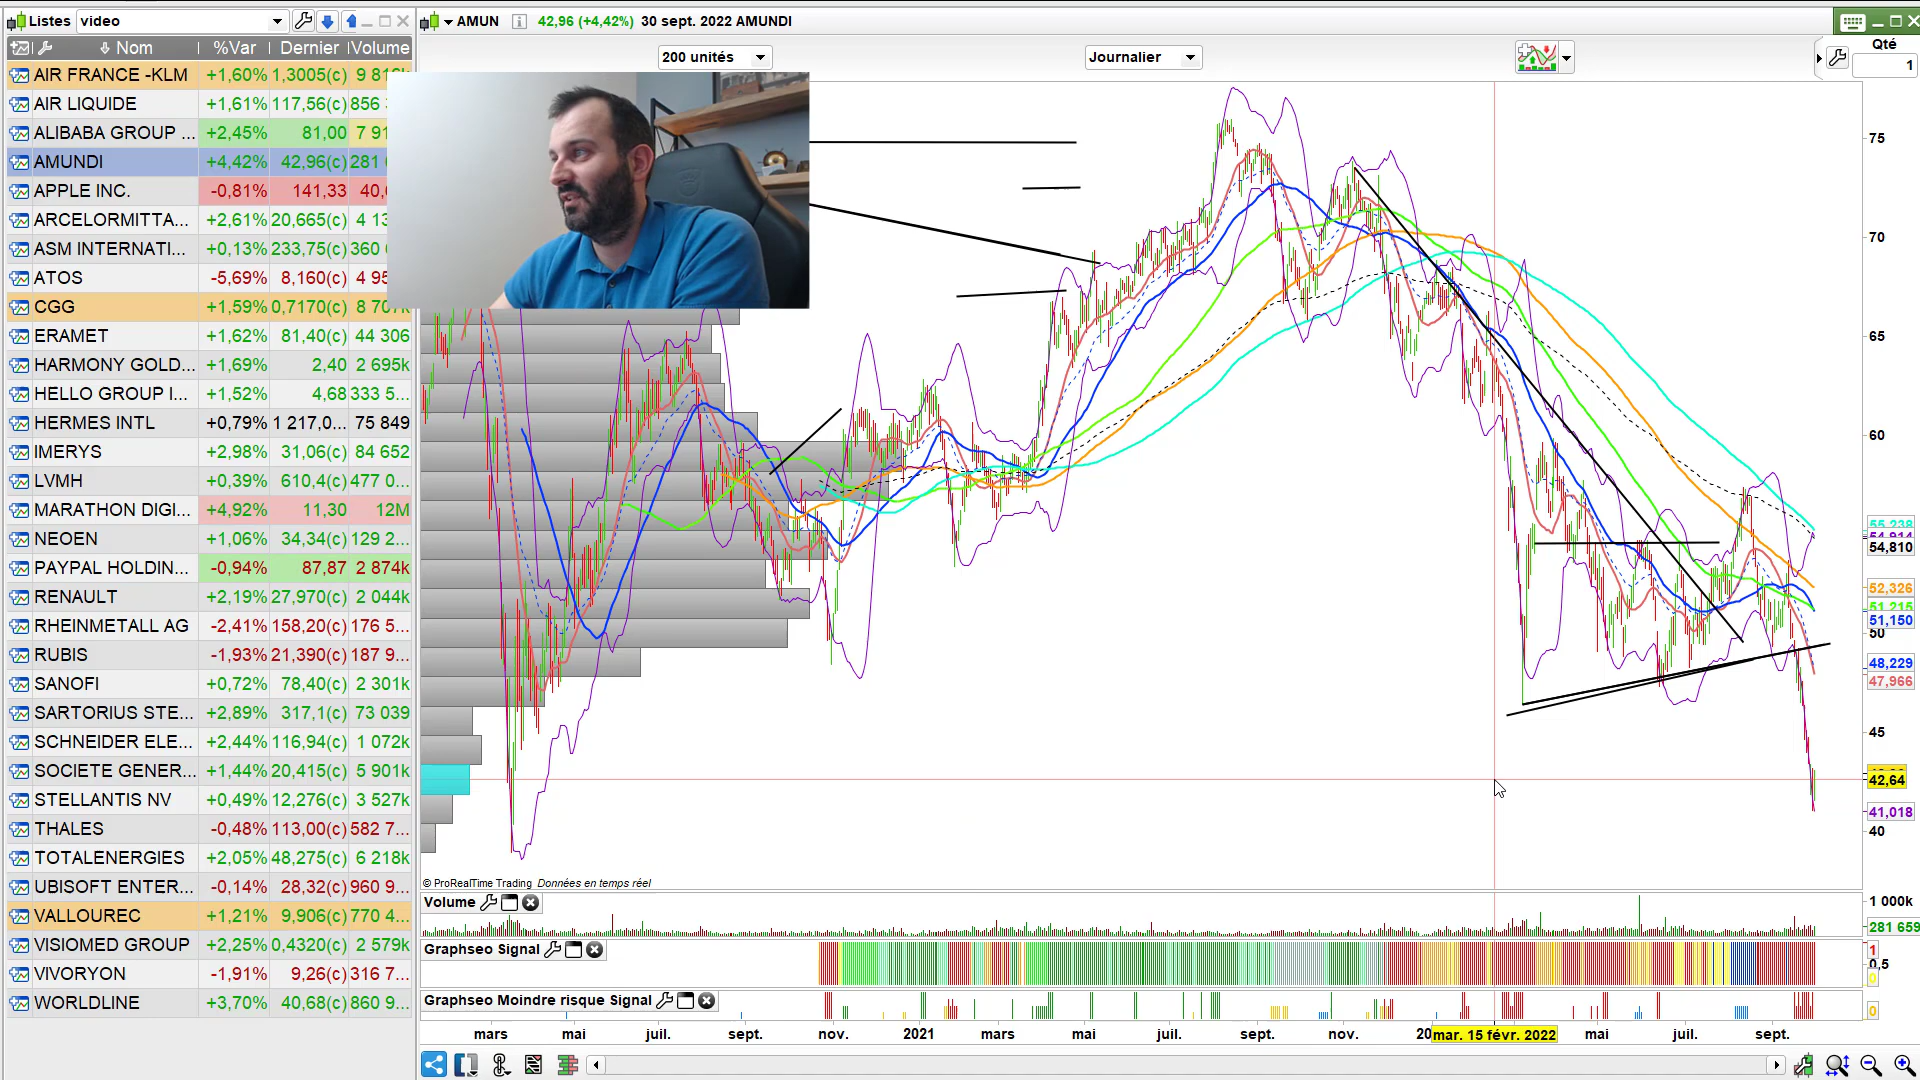 Listes video
AMUN 42,96 (+4,42%) 30 sept. 2022 AMUNDI
Nom %Var Dernier Volume
200 unités Journalier Qté
1
AIR FRANCE -KLM +1,60% 1,3005(c)
AIR LIQUIDE +1,61% 117,56(c) 856
ALIBABA GROUP ... +2,45% 81,00 7 91
AMUNDI +4,42% 42,96(c) 281
APPLE INC. -0,81% 141,33 40,
ARCELORMITTA... +2,61% 20,665(c) 4 13
ASM INTERNATI... +0,13% 233,75(c) 360
ATOS -5,69% 8,160(c) 4 95
CGG +1,59% 0,7170(c) 8 707k
ERAMET +1,62% 81,40(c) 44 306
HARMONY GOLD... +1,69% 2,40 2 695k
HELLO GROUP I... +1,52% 4,68 333 5...
HERMES INTL +0,79% 1 217,0... 75 849
IMERYS +2,98% 31,06(c) 84 652
LVMH +0,39% 610,4(c) 477 0...
MARATHON DIGI... +4,92% 11,30 12M
NEOEN +1,06% 34,34(c) 129 2...
PAYPAL HOLDIN... -0,94% 87,87 2 874k
RENAULT +2,19% 27,970(c) 2 044k
RHEINMETALL AG -2,41% 158,20(c) 176 5...
RUBIS -1,93% 21,390(c) 187 9...
SANOFI +0,72% 78,40(c) 2 301k
SARTORIUS STE... +2,89% 317,1(c) 73 039
SCHNEIDER ELE... +2,44% 116,94(c) 1 072k
SOCIETE GENER... +1,44% 20,415(c) 5 901k
STELLANTIS NV +0,49% 12,276(c) 3 527k
THALES -0,48% 113,00(c) 582 7...
TOTALENERGIES +2,05% 48,275(c) 6 218k
UBISOFT ENTER... -0,14% 28,32(c) 960 9...
VALLOUREC +1,21% 9,906(c) 770 4...
VISIOMED GROUP +2,25% 0,4320(c) 2 579k
VIVORYON -1,91% 9,26(c) 316 7...
WORLDLINE +3,70% 40,68(c) 860 9...
75
70
65
60
55,238
54,810
52,326
51,215
51,150
50
48,229
47,966
45
42,64
41,018
40
© ProRealTime Trading Données en temps réel
Volume
1 000k
281 659
Graphseo Signal
1
0,5
0
Graphseo Moindre risque Signal
0
mars mai juil. sept. nov. 2021 mars mai juil. sept. nov. 20 mar. 15 févr. 2022 mai juil. sept.